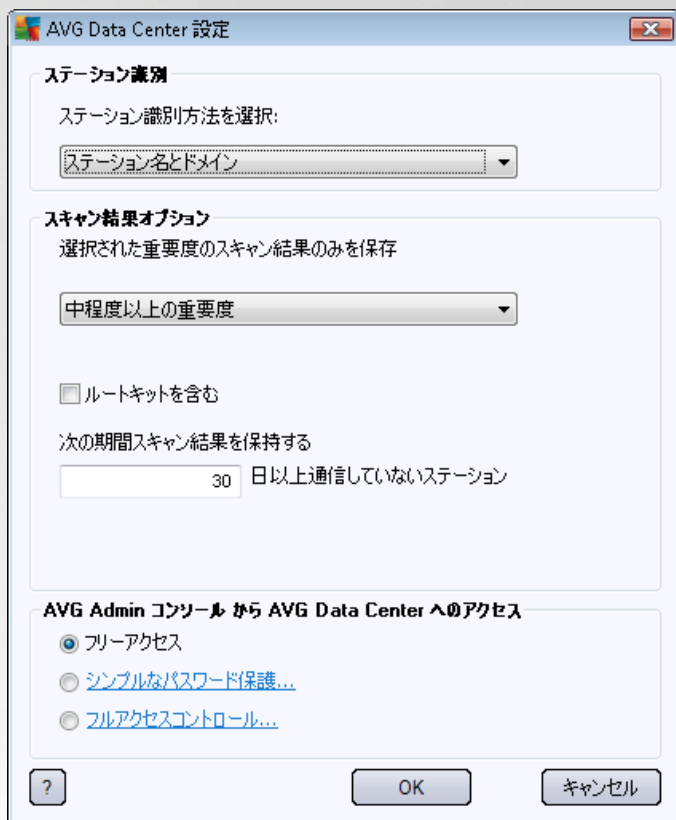 AVG Data Center 設定
ステーション識別
ステーション識別方法を選択:
ステーション名とドメイン
スキャン結果オプション
選択された重要度のスキャン結果のみを保存
中程度以上の重要度
ルートキットを含む
次の期間スキャン結果を保持する
30 日以上通信していないステーション
AVG Admin コンソール から AVG Data Center へのアクセス
フリーアクセス
シンプルなパスワード保護...
フルアクセスコントロール...
? OK キャンセル